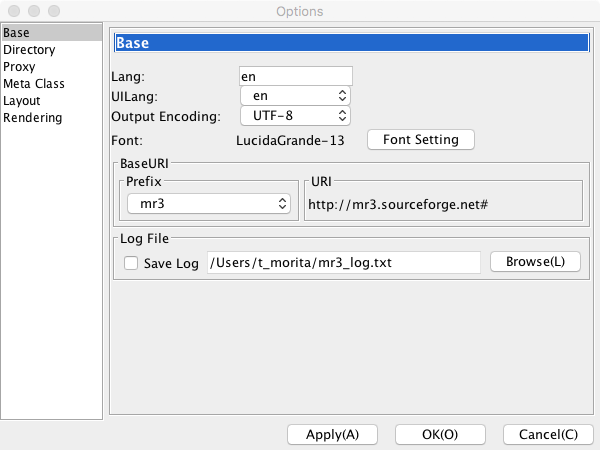 Options
Base
Directory
Proxy
Meta Class
Layout
Rendering
Base
Lang: en
UILang: en
Output Encoding: UTF-8
Font: LucidaGrande-13 Font Setting
BaseURI
Prefix URI
mr3 http://mr3.sourceforge.net#
Log File
Save Log /Users/t_morita/mr3_log.txt Browse(L)
Apply(A) OK(O) Cancel(C)